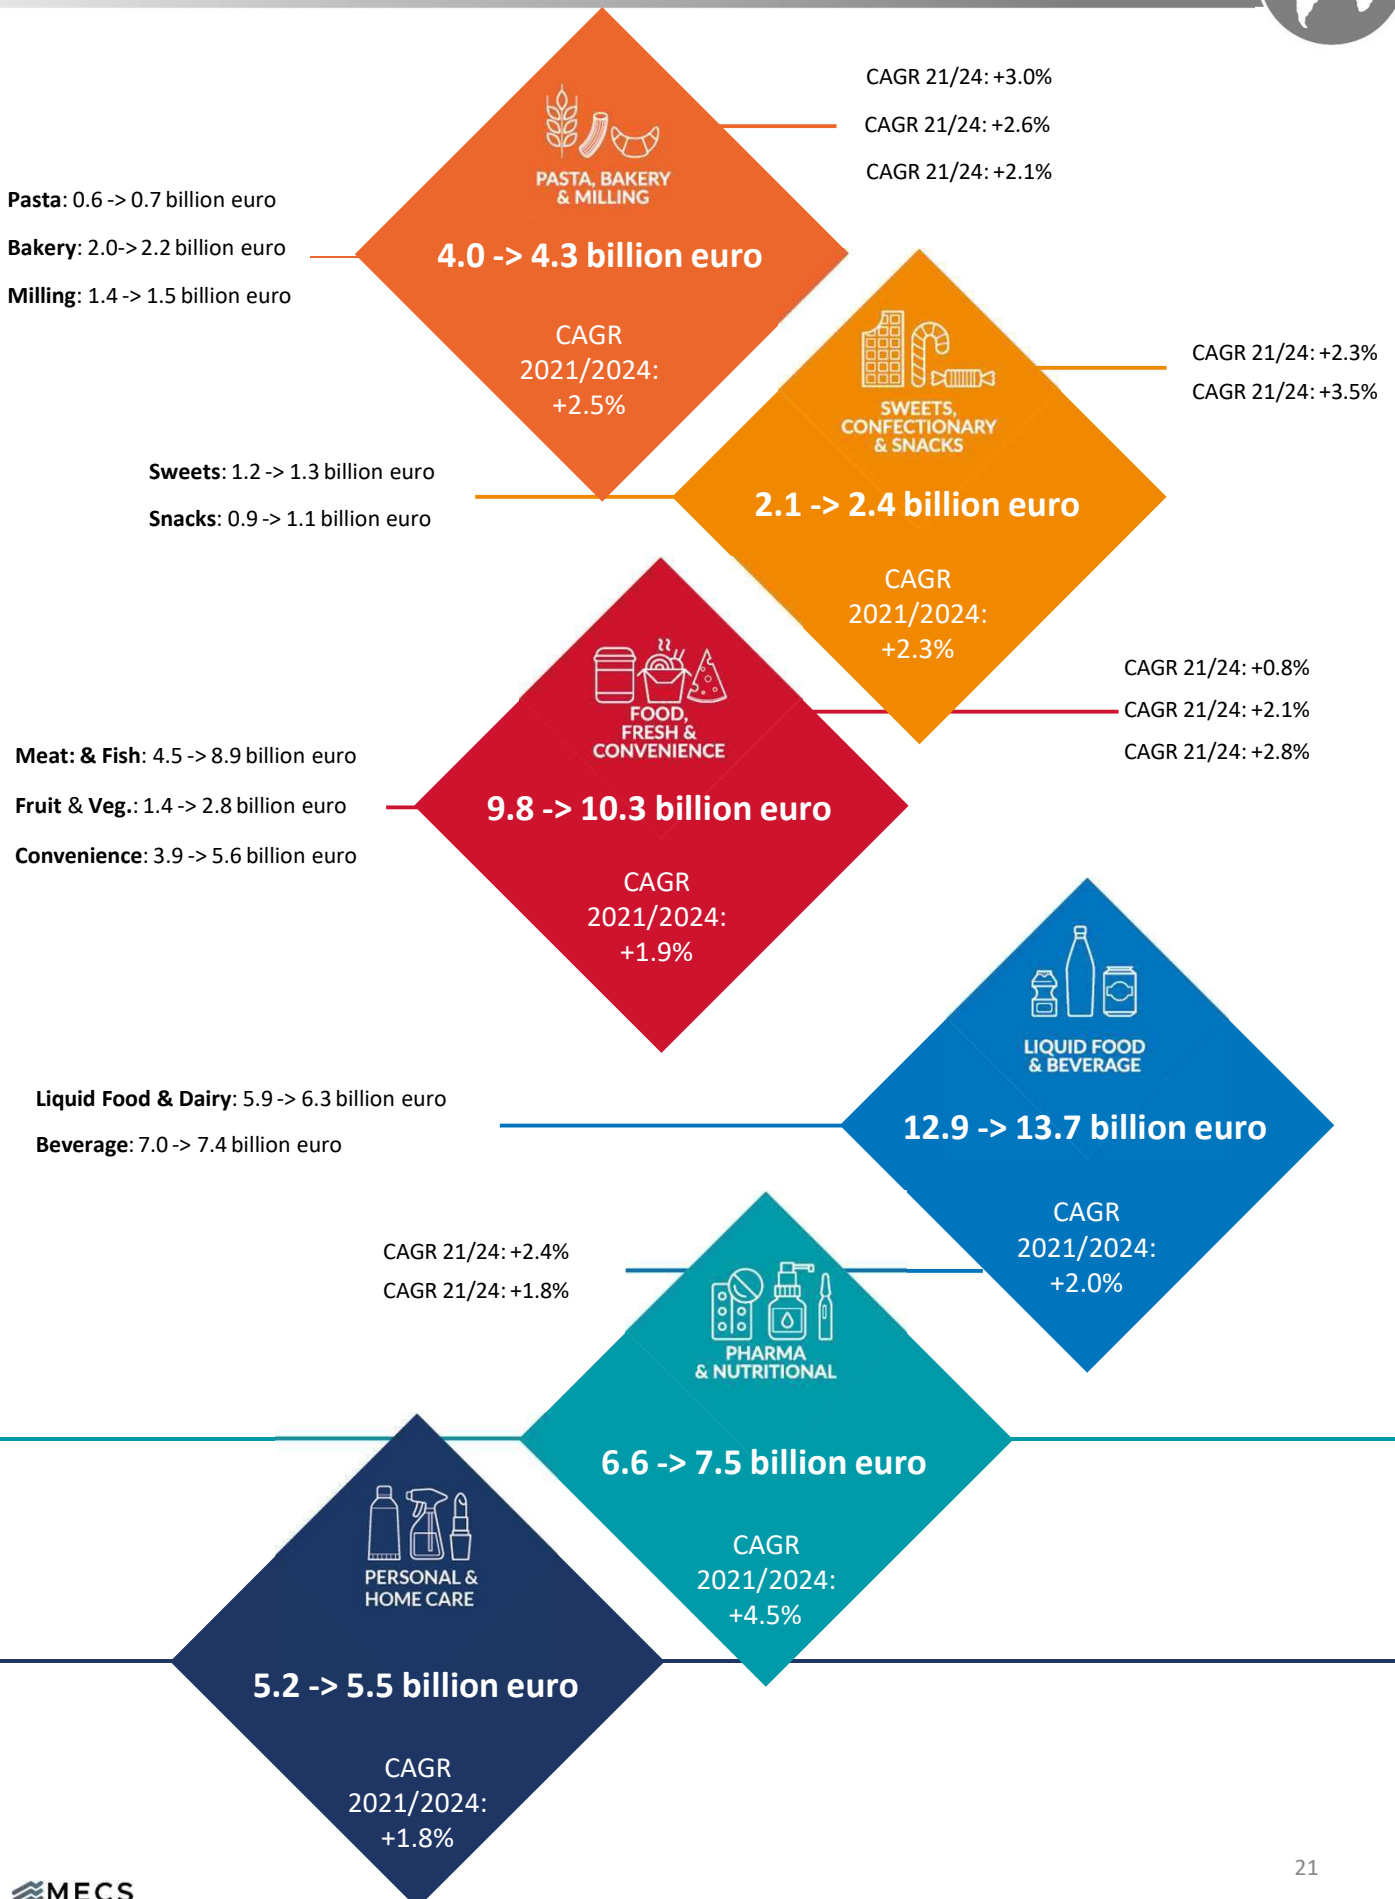 CAGR 21/24: +3.0%
CAGR 21/24: +2.6%
CAGR 21/24: +2.1%
PASTA, BAKERY
& MILLING
Pasta: 0.6 -> 0.7 billion euro
Bakery: 2.0-> 2.2 billion euro
Milling: 1.4 -> 1.5 billion euro
4.0 -> 4.3 billion euro
CAGR
2021/2024:
+2.5%
CAGR 21/24: +2.3%
CAGR 21/24: +3.5%
SWEETS,
CONFECTIONARY
& SNACKS
Sweets: 1.2 -> 1.3 billion euro
Snacks: 0.9 -> 1.1 billion euro
2.1 -> 2.4 billion euro
CAGR
2021/2024:
+2.3%
CAGR 21/24: +0.8%
CAGR 21/24: +2.1%
CAGR 21/24: +2.8%
FOOD,
FRESH &
CONVENIENCE
Meat: & Fish: 4.5 -> 8.9 billion euro
Fruit & Veg.: 1.4 -> 2.8 billion euro
Convenience: 3.9 -> 5.6 billion euro
9.8 -> 10.3 billion euro
CAGR
2021/2024:
+1.9%
LIQUID FOOD
& BEVERAGE
Liquid Food & Dairy: 5.9 -> 6.3 billion euro
Beverage: 7.0 -> 7.4 billion euro
12.9 -> 13.7 billion euro
CAGR
2021/2024:
+2.0%
CAGR 21/24: +2.4%
CAGR 21/24: +1.8%
PHARMA
& NUTRITIONAL
6.6 -> 7.5 billion euro
CAGR
2021/2024:
+4.5%
PERSONAL &
HOME CARE
5.2 -> 5.5 billion euro
CAGR
2021/2024:
+1.8%
21
MECS